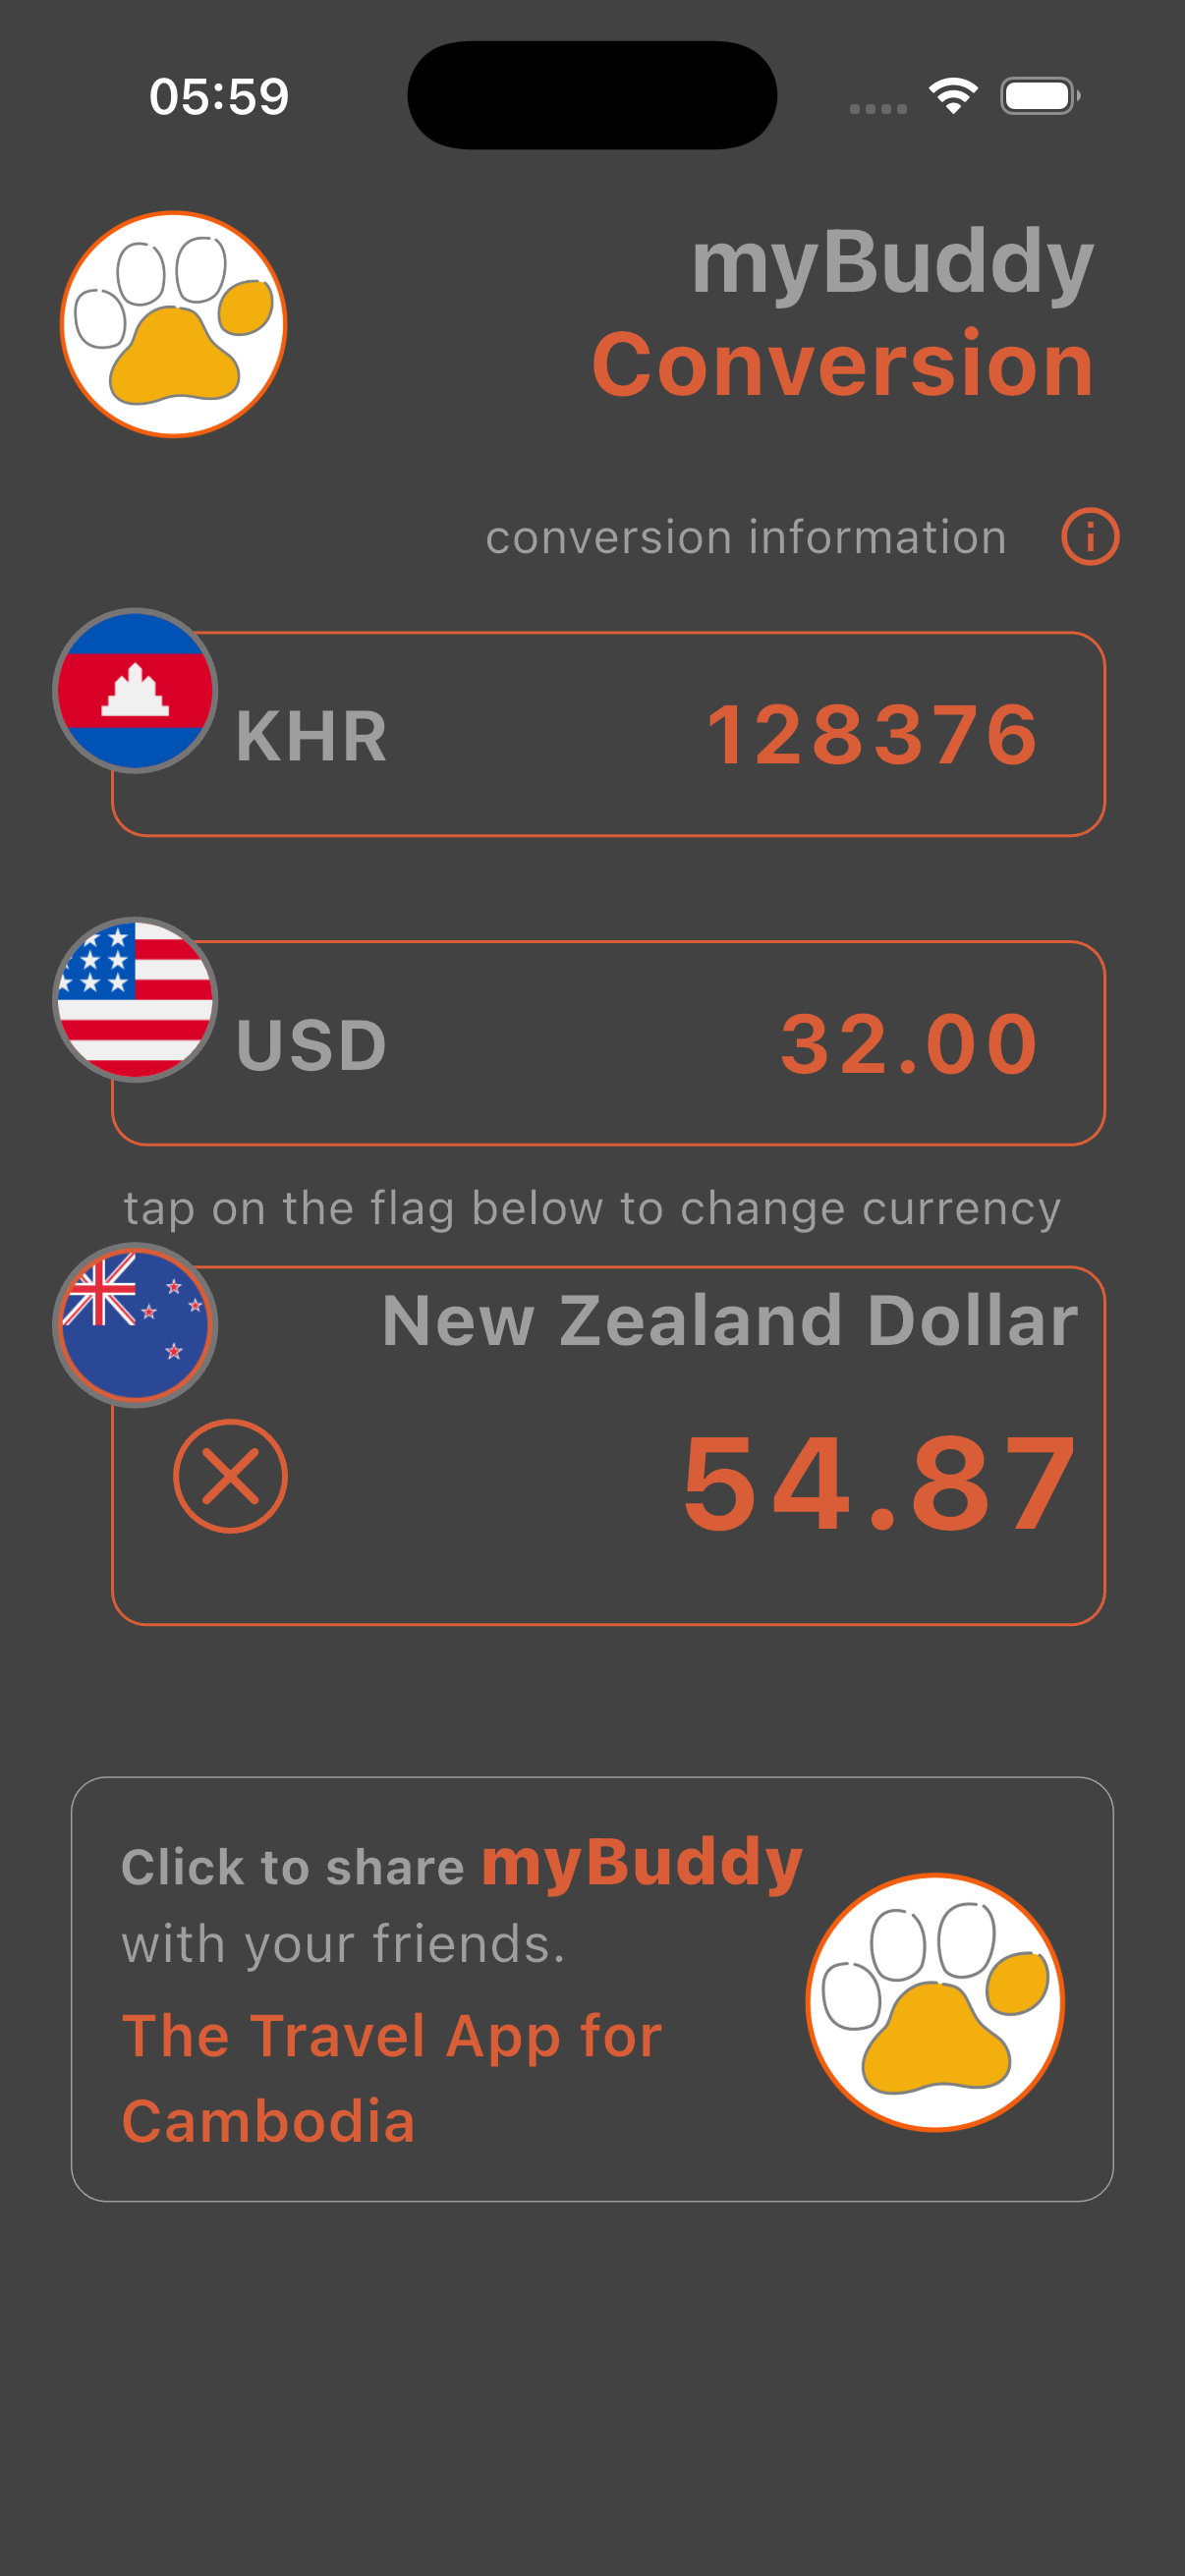 05:59
myBuddy
Conversion
conversion information
KHR 128376
USD 32.00
tap on the flag below to change currency
New Zealand Dollar
54.87
Click to share myBuddy
with your friends.
The Travel App for
Cambodia